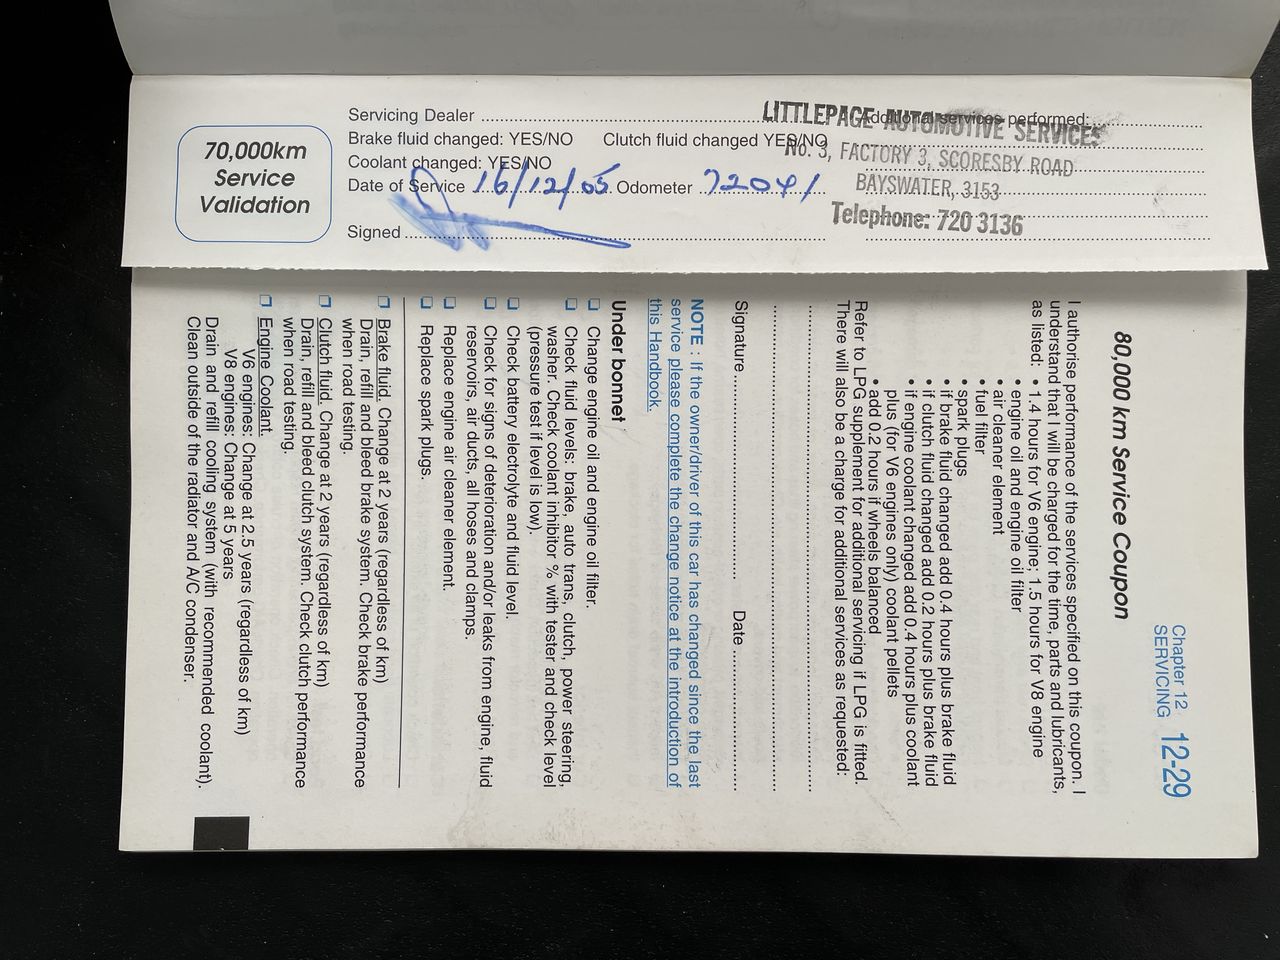 70,000km
Service
Validation
Servicing Dealer
Brake fluid changed: YES/NO Clutch fluid changed YES/NO
Coolant changed: YES/NO
Date of Service 16/12/05 Odometer 72041
Signed
Additional services performed:
LITTLEPAGE AUTOMOTIVE SERVICES
No. 3, FACTORY 3, SCORESBY ROAD
BAYSWATER, 3153
Telephone: 720 3136
Chapter 12
SERVICING 12-29
80,000 km Service Coupon
I authorise performance of the services specified on this coupon. I
understand that I will be charged for the time, parts and lubricants,
as listed: • 1.4 hours for V6 engine; 1.5 hours for V8 engine
• engine oil and engine oil filter
• air cleaner element
• fuel filter
• spark plugs
• if brake fluid changed add 0.4 hours plus brake fluid
• if clutch fluid changed add 0.2 hours plus brake fluid
• if engine coolant changed add 0.4 hours plus coolant
plus (for V6 engines only) coolant pellets
• add 0.2 hours if wheels balanced
Refer to LPG supplement for additional servicing if LPG is fitted.
There will also be a charge for additional services as requested:
Signature Date
NOTE : If the owner/driver of this car has changed since the last
service please complete the change notice at the introduction of
this Handbook.
Under bonnet
❑ Change engine oil and engine oil filter.
❑ Check fluid levels: brake, auto trans, clutch, power steering,
washer. Check coolant inhibitor % with tester and check level
(pressure test if level is low).
❑ Check battery electrolyte and fluid level.
❑ Check for signs of deterioration and/or leaks from engine, fluid
reservoirs, air ducts, all hoses and clamps.
❑ Replace engine air cleaner element.
❑ Replace spark plugs.
❑ Brake fluid. Change at 2 years (regardless of km)
Drain, refill and bleed brake system. Check brake performance
when road testing.
❑ Clutch fluid. Change at 2 years (regardless of km)
Drain, refill and bleed clutch system. Check clutch performance
when road testing.
❑ Engine Coolant.
V6 engines: Change at 2.5 years (regardless of km)
V8 engines: Change at 5 years
Drain and refill cooling system (with recommended coolant).
Clean outside of the radiator and A/C condenser.